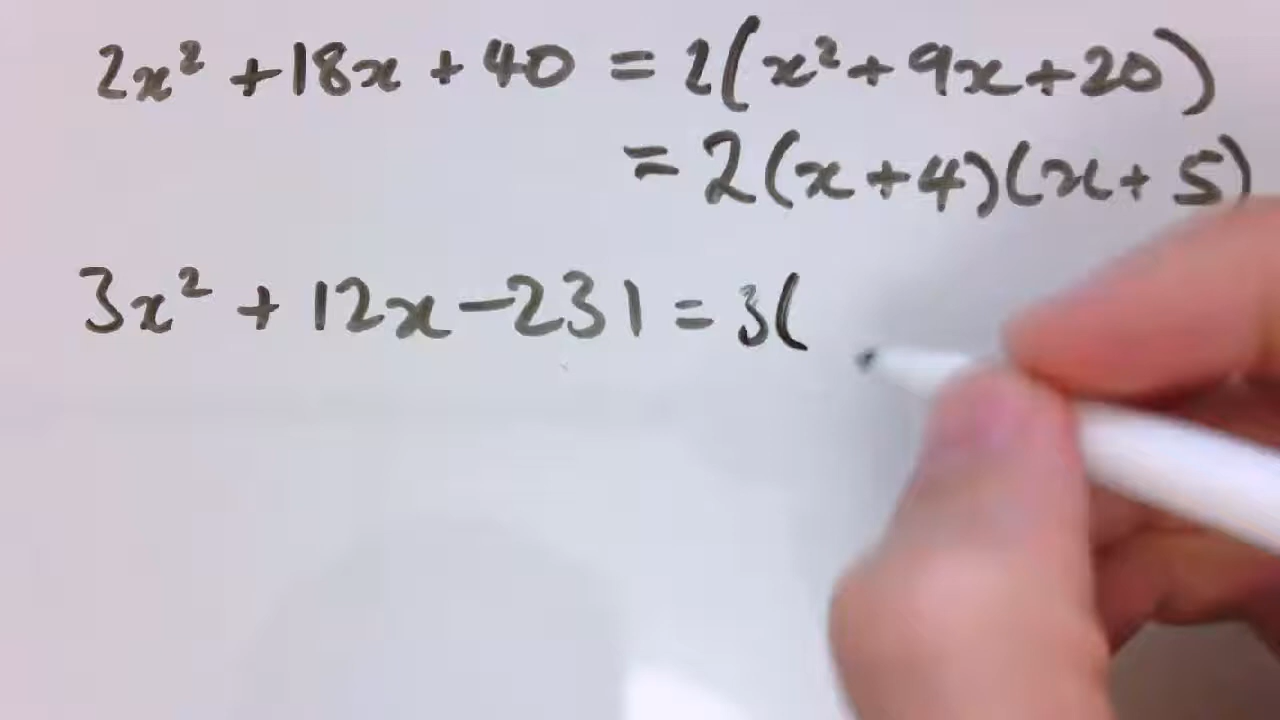 2x² + 18x + 40 = 2(x² + 9x + 20)
= 2(x + 4)(x + 5)
3x² + 12x - 231 = 3(